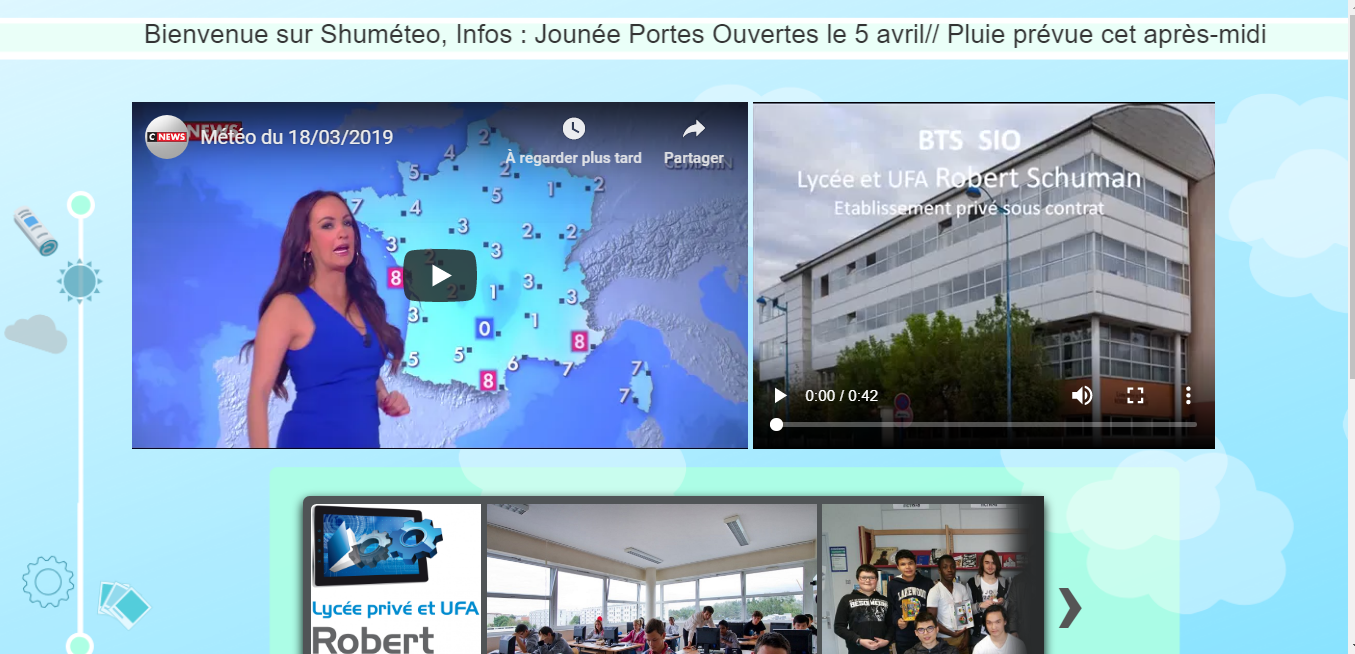 Bienvenue sur Shuméteo, Infos : Jounée Portes Ouvertes le 5 avril// Pluie prévue cet après-midi
CNEWS
NEWS
Météo du 18/03/2019
À regarder plus tard
Partager
2
4
2
5
1
2
5
7
4
3
2
2
3
3
2
8
2
1
3
3
3
0
1
8
5
5
6
7
7
8
7
BTS SIO
Lycée et UFA Robert Schuman
Etablissement privé sous contrat
0:00 / 0:42
Lycée privé et UFA
Robert